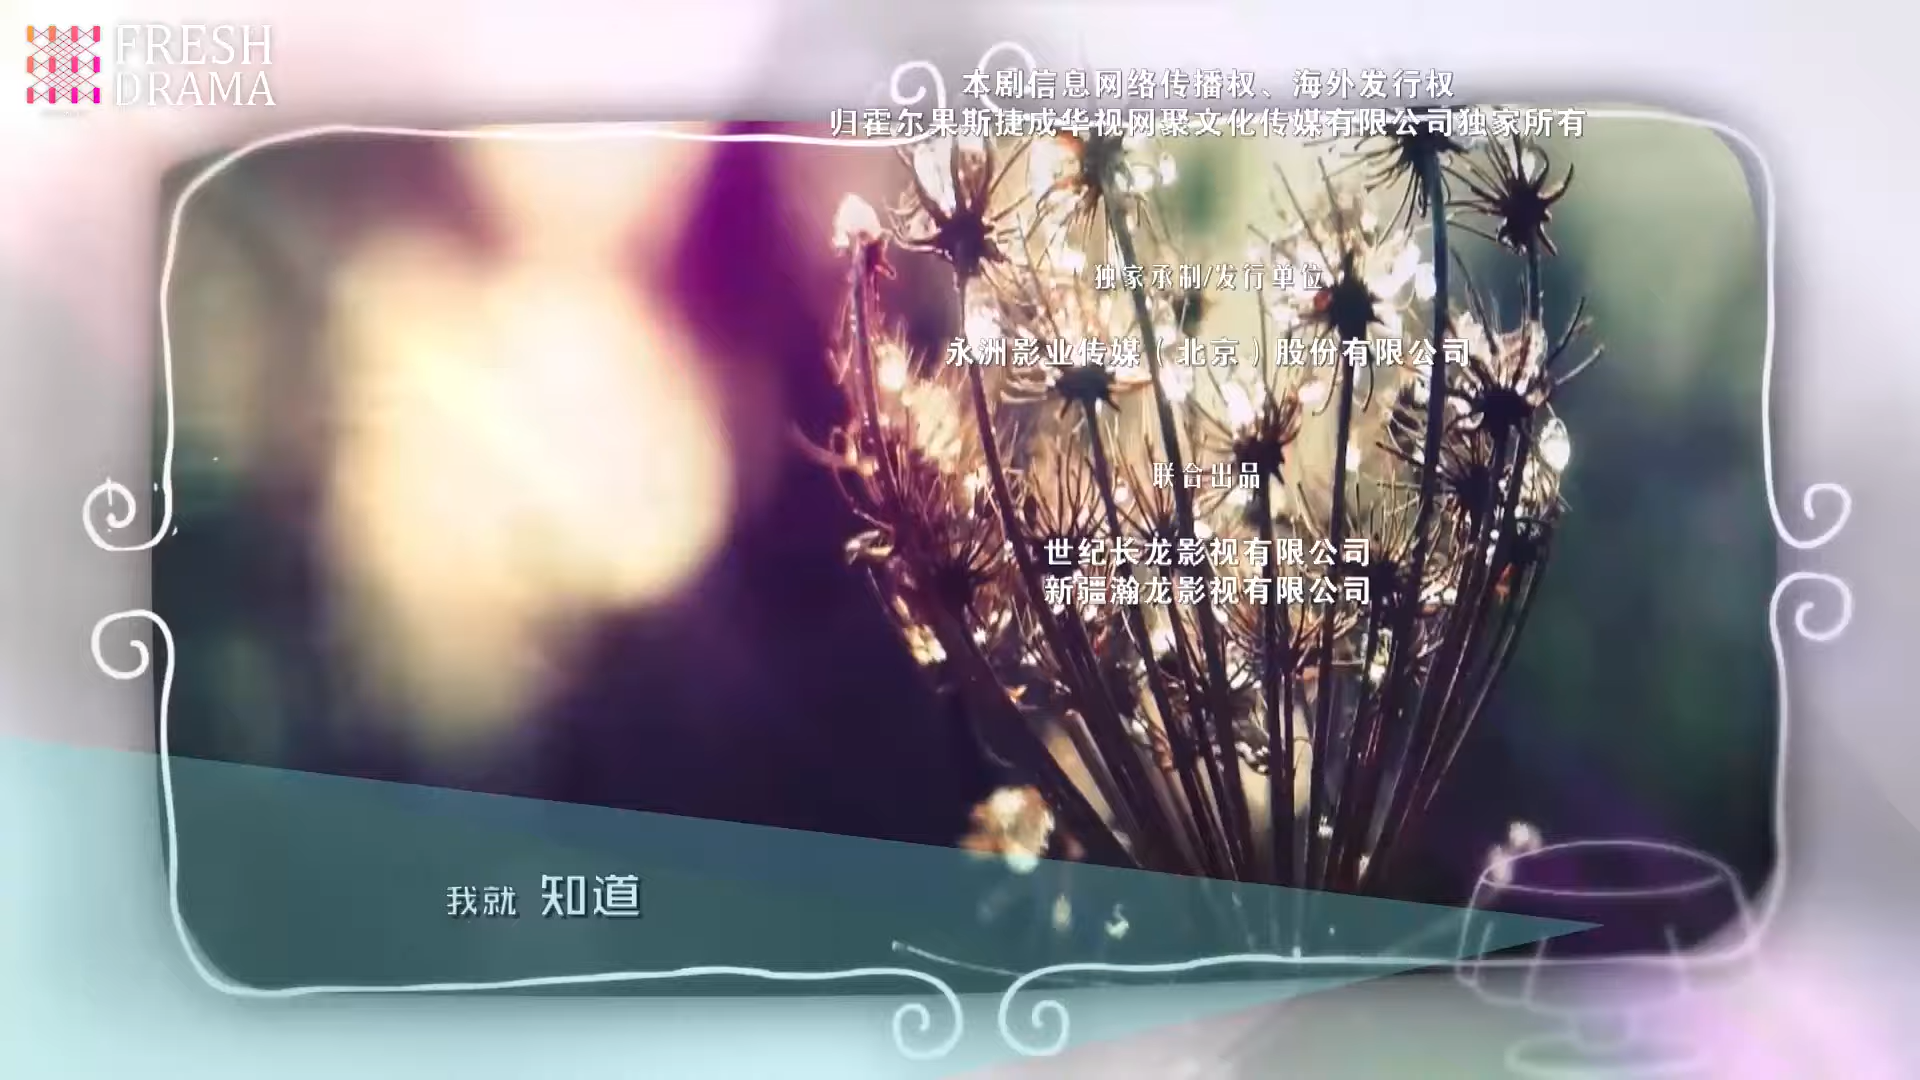 FRESH
DRAMA
本剧信息网络传播权、海外发行权
归霍尔果斯捷成华视网聚文化传媒有限公司独家所有
独家承制/发行单位
永洲影业传媒（北京）股份有限公司
联合出品
世纪长龙影视有限公司
新疆瀚龙影视有限公司
我就 知道